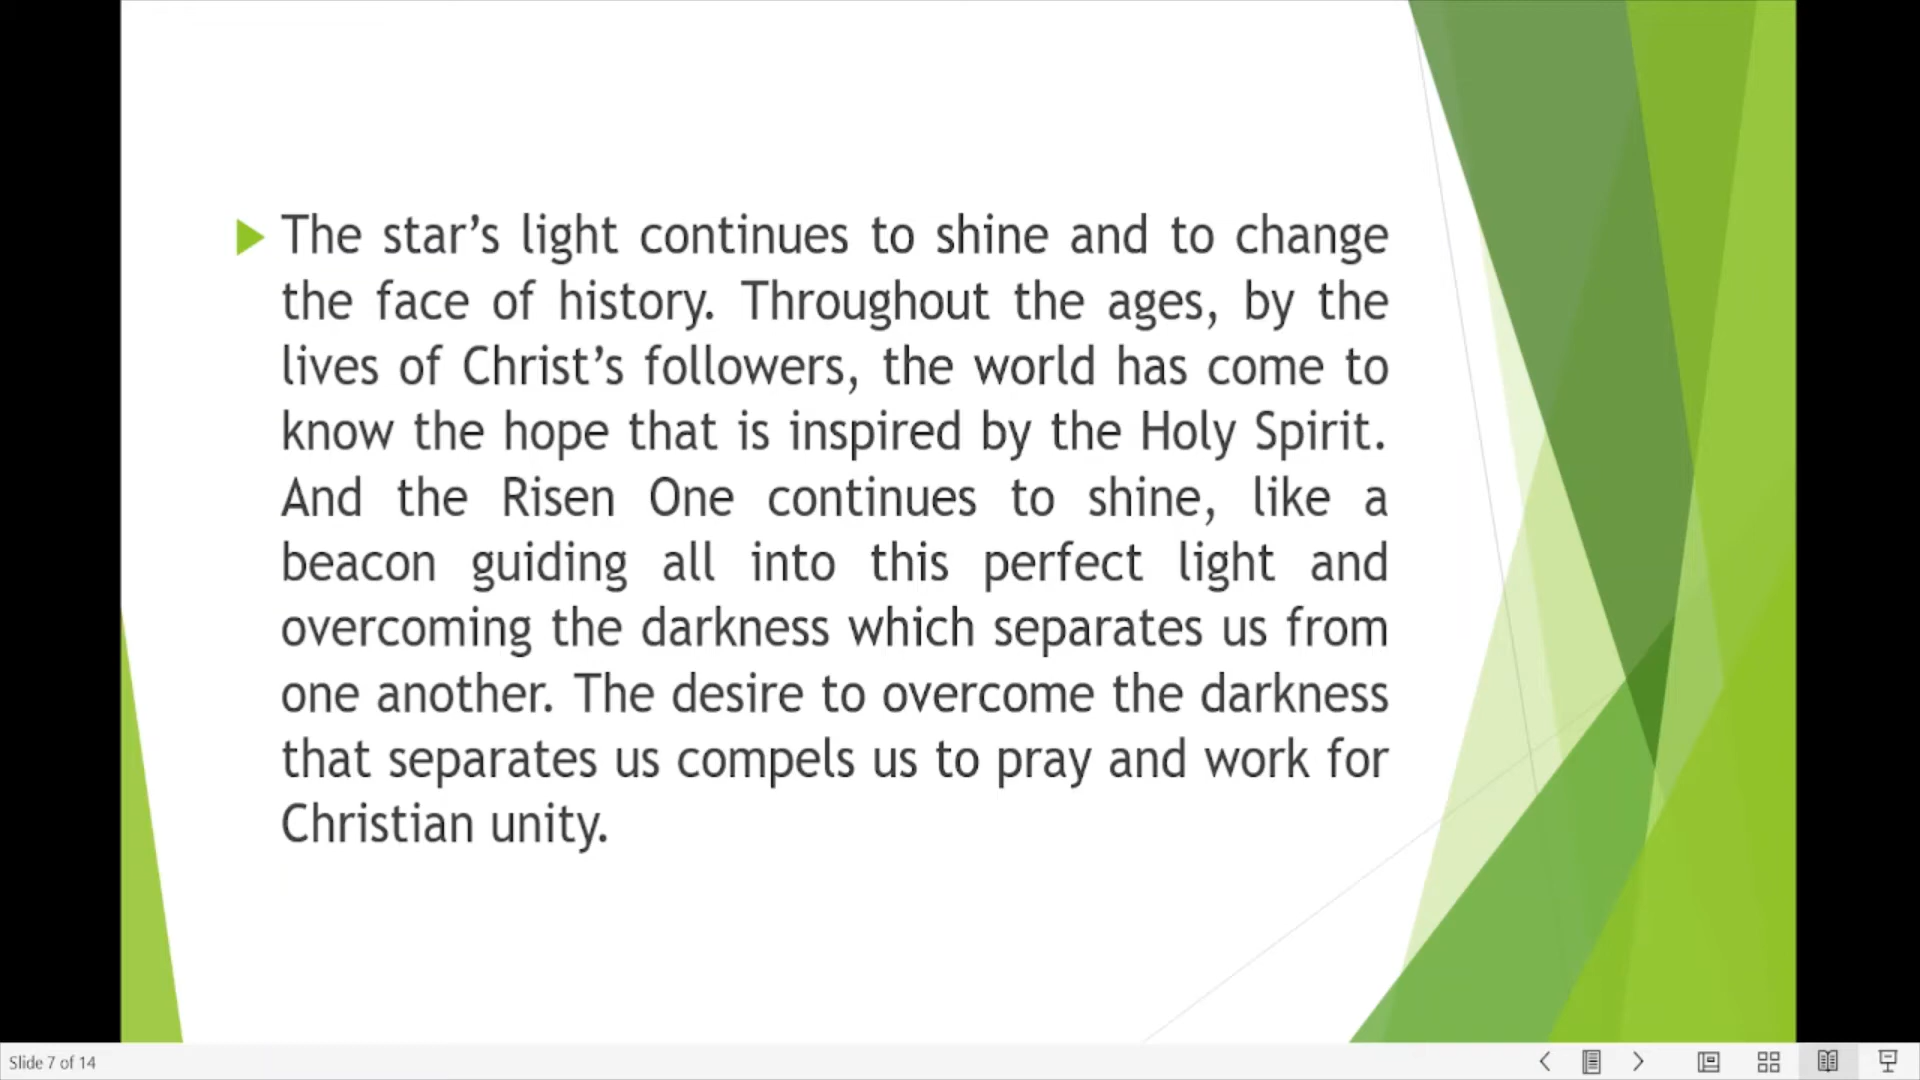 The star’s light continues to shine and to change
the face of history. Throughout the ages, by the
lives of Christ’s followers, the world has come to
know the hope that is inspired by the Holy Spirit.
And the Risen One continues to shine, like a
beacon guiding all into this perfect light and
overcoming the darkness which separates us from
one another. The desire to overcome the darkness
that separates us compels us to pray and work for
Christian unity.
Slide 7 of 14